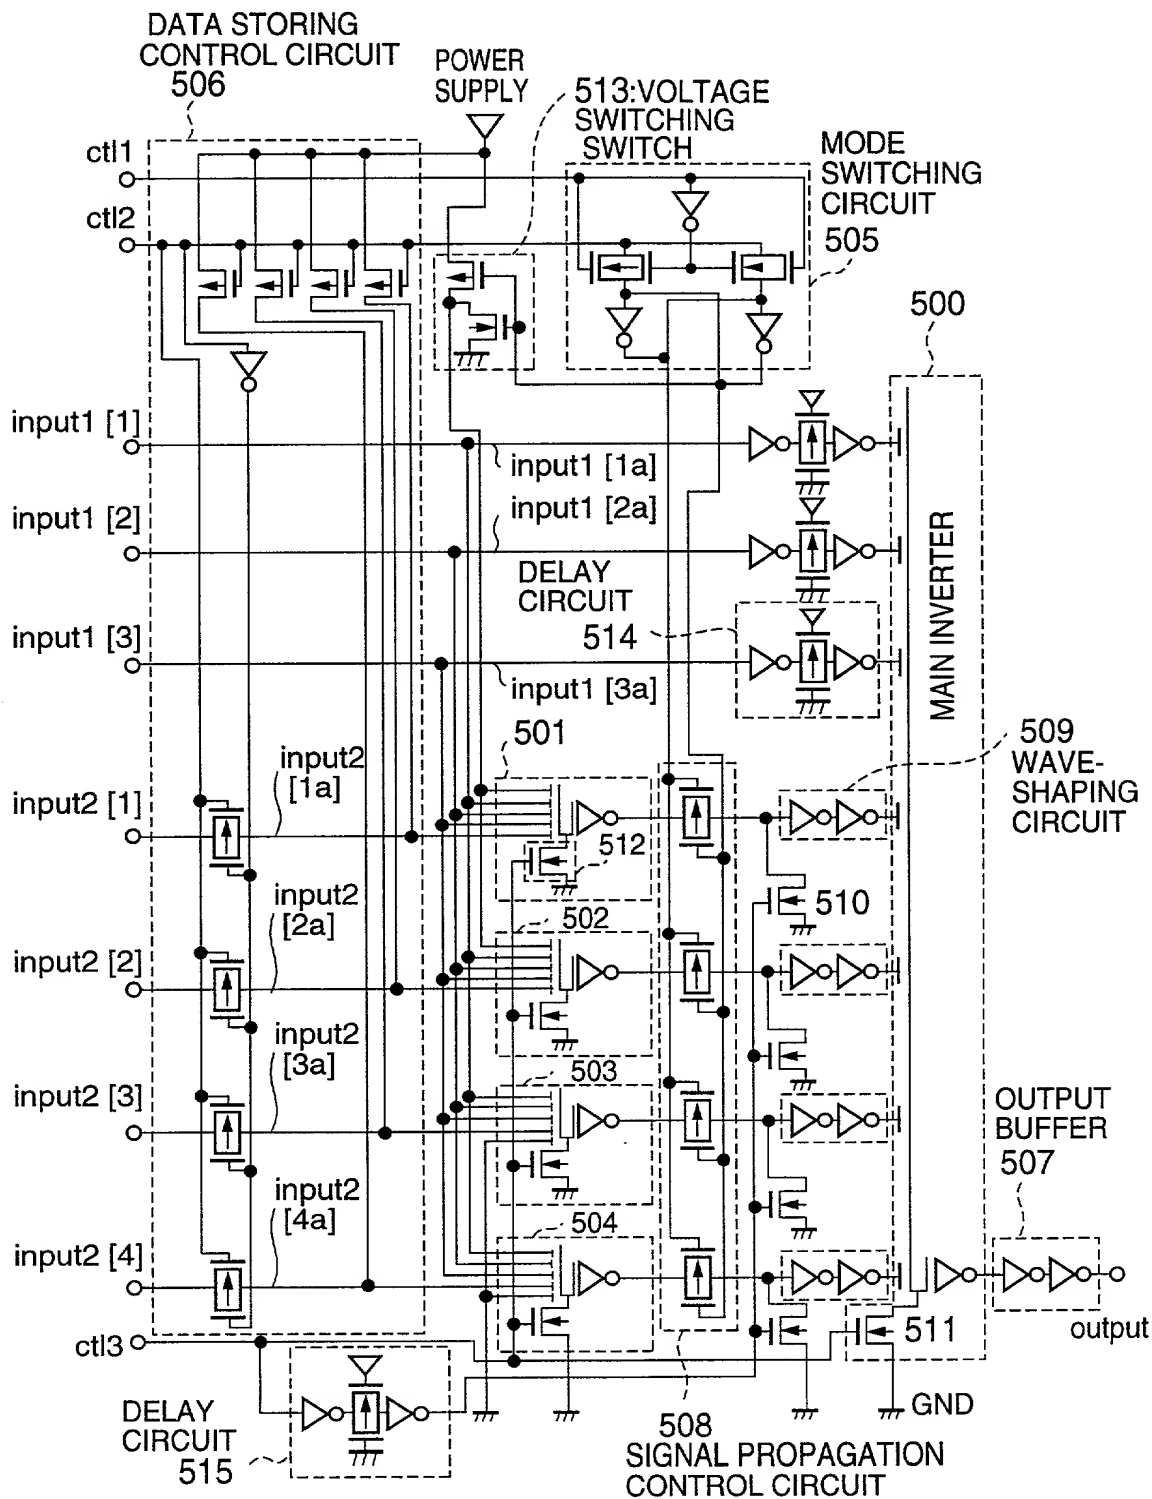 DATA STORING
CONTROL CIRCUIT
506
POWER
SUPPLY
513:VOLTAGE
SWITCHING
SWITCH
MODE
SWITCHING
CIRCUIT
505
ctl1
ctl2
500
input1 [1]
input1 [1a]
input1 [2]
input1 [2a]
DELAY
CIRCUIT
514
input1 [3]
input1 [3a]
MAIN INVERTER
501
509
WAVE-
SHAPING
CIRCUIT
input2
[1a]
input2 [1]
512
510
input2
[2a]
502
input2 [2]
input2
[3a]
503
input2 [3]
OUTPUT
BUFFER
507
input2
[4a]
504
input2 [4]
511
output
ctl3
GND
DELAY
CIRCUIT
515
508
SIGNAL PROPAGATION
CONTROL CIRCUIT